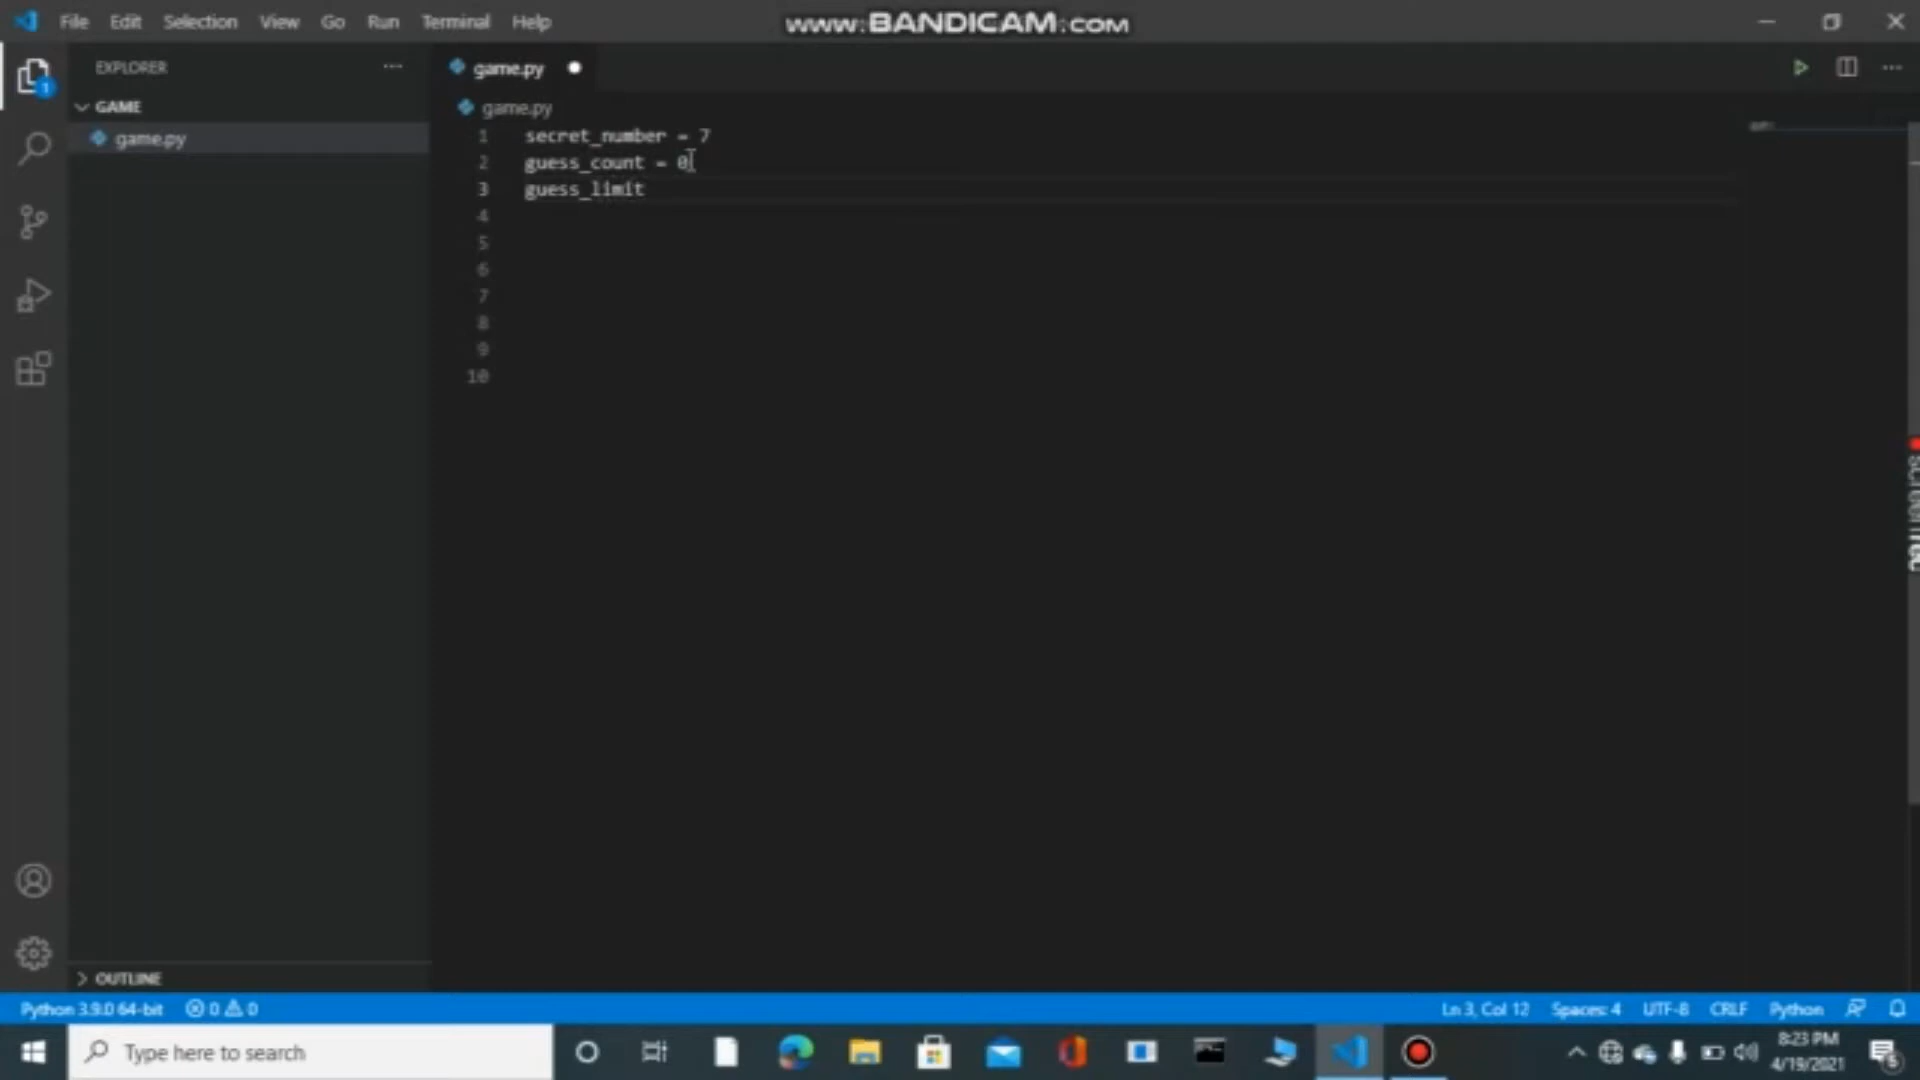 File Edit Selection View Go Run Terminal Help
www.BANDICAM.com
EXPLORER
GAME
1
game.py
game.py
game.py
1 secret_number = 7
2 guess_count = 0
3 guess_limit
4
5
6
7
8
9
10
screenrec
OUTLINE
Python 3.9.0 64-bit 0 0
Ln 3, Col 12 Spaces: 4 UTF-8 CRLF Python
Type here to search
8:23 PM
4/19/2021
5